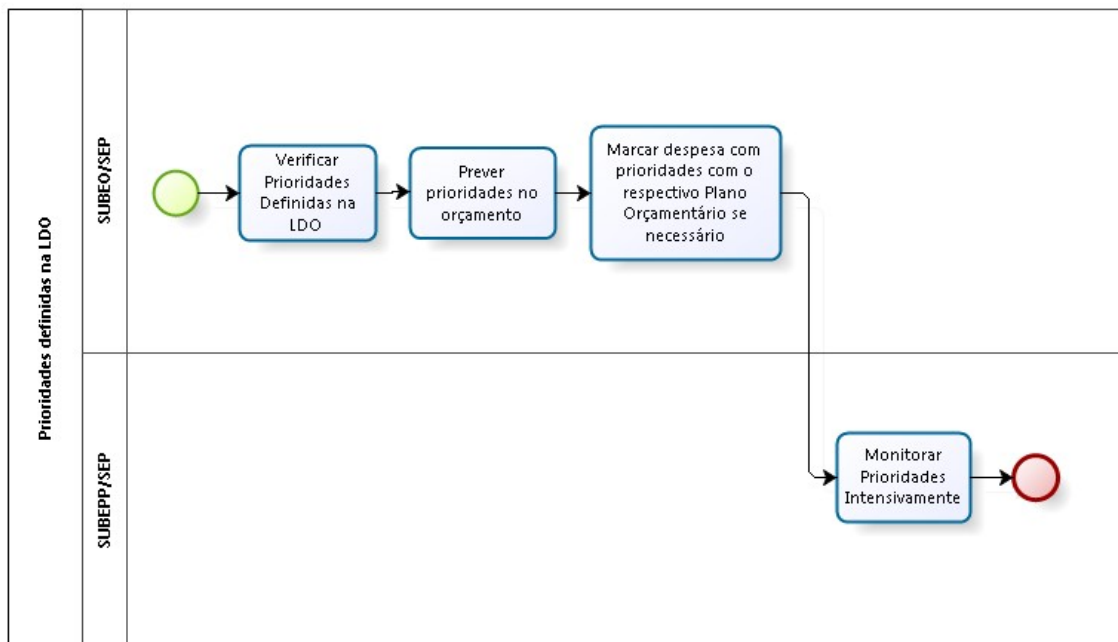 Prioridades definidas na LDO
SUBEO/SEP
Verificar
Prioridades
Definidas na
LDO
Prever
prioridades no
orçamento
Marcar despesa com
prioridades com o
respectivo Plano
Orçamentário se
necessário
SUBEPP/SEP
Monitorar
Prioridades
Intensivamente